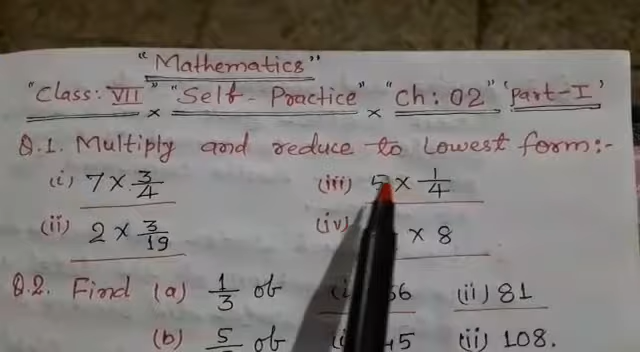 "Mathematics"
"Class: VII" × "Self - Practice" × "Ch: 02" "Part-I"
Q.1. Multiply and reduce to Lowest form:-
(i) 7 × 3/4 (iii) 5 × 1/4
(ii) 2 × 3/19 (iv) × 8
Q.2. Find (a) 1/3 of (ii) 81
(b) 5 of (ii) 108.